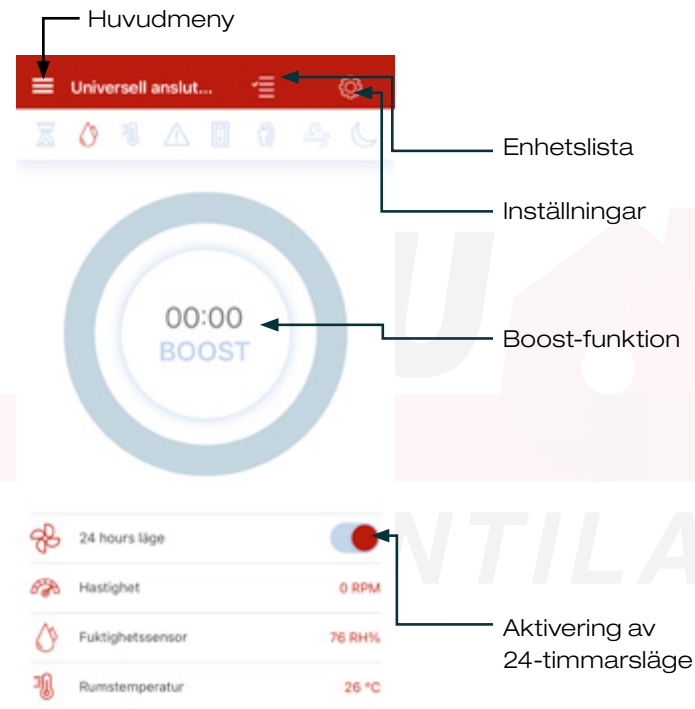 Huvudmeny
Universell anslut...
Enhetslista
Inställningar
00:00
BOOST
Boost-funktion
24 hours läge
Hastighet 0 RPM
Fuktighetssensor 76 RH%
Rumstemperatur 26 °C
Aktivering av
24-timmarsläge
U
NTILA